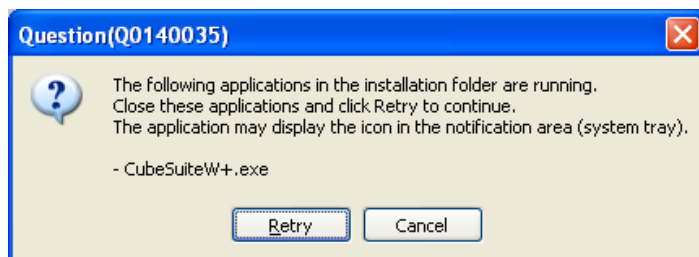 Question(Q0140035)
The following applications in the installation folder are running.
Close these applications and click Retry to continue.
The application may display the icon in the notification area (system tray).
- CubeSuiteW+.exe
Retry
Cancel